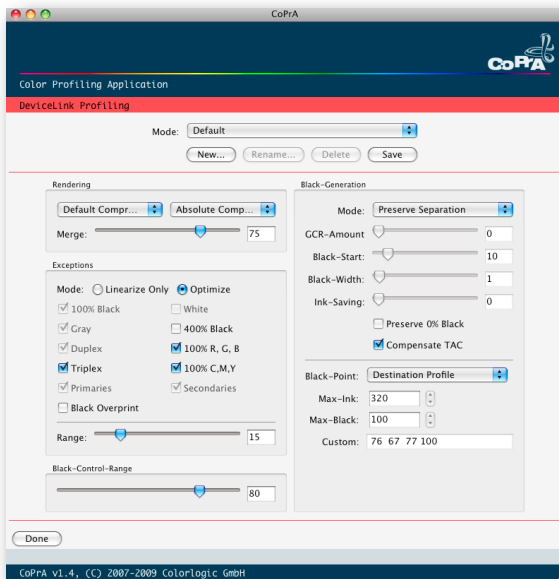 CoPrA
CoPrA
Color Profiling Application
DeviceLink Profiling
Mode: Default
New... Rename... Delete Save
Rendering
Default Compr... Absolute Comp...
Merge: 75
Exceptions
Mode: Linearize Only Optimize
100% Black White
Gray 400% Black
Duplex 100% R, G, B
Triplex 100% C,M,Y
Primaries Secondaries
Black Overprint
Range: 15
Black-Control-Range
80
Black-Generation
Mode: Preserve Separation
GCR-Amount 0
Black-Start: 10
Black-Width: 1
Ink-Saving: 0
Preserve 0% Black
Compensate TAC
Black-Point: Destination Profile
Max-Ink: 320
Max-Black: 100
Custom: 76 67 77 100
Done
CoPrA v1.4, (C) 2007-2009 Colorlogic GmbH